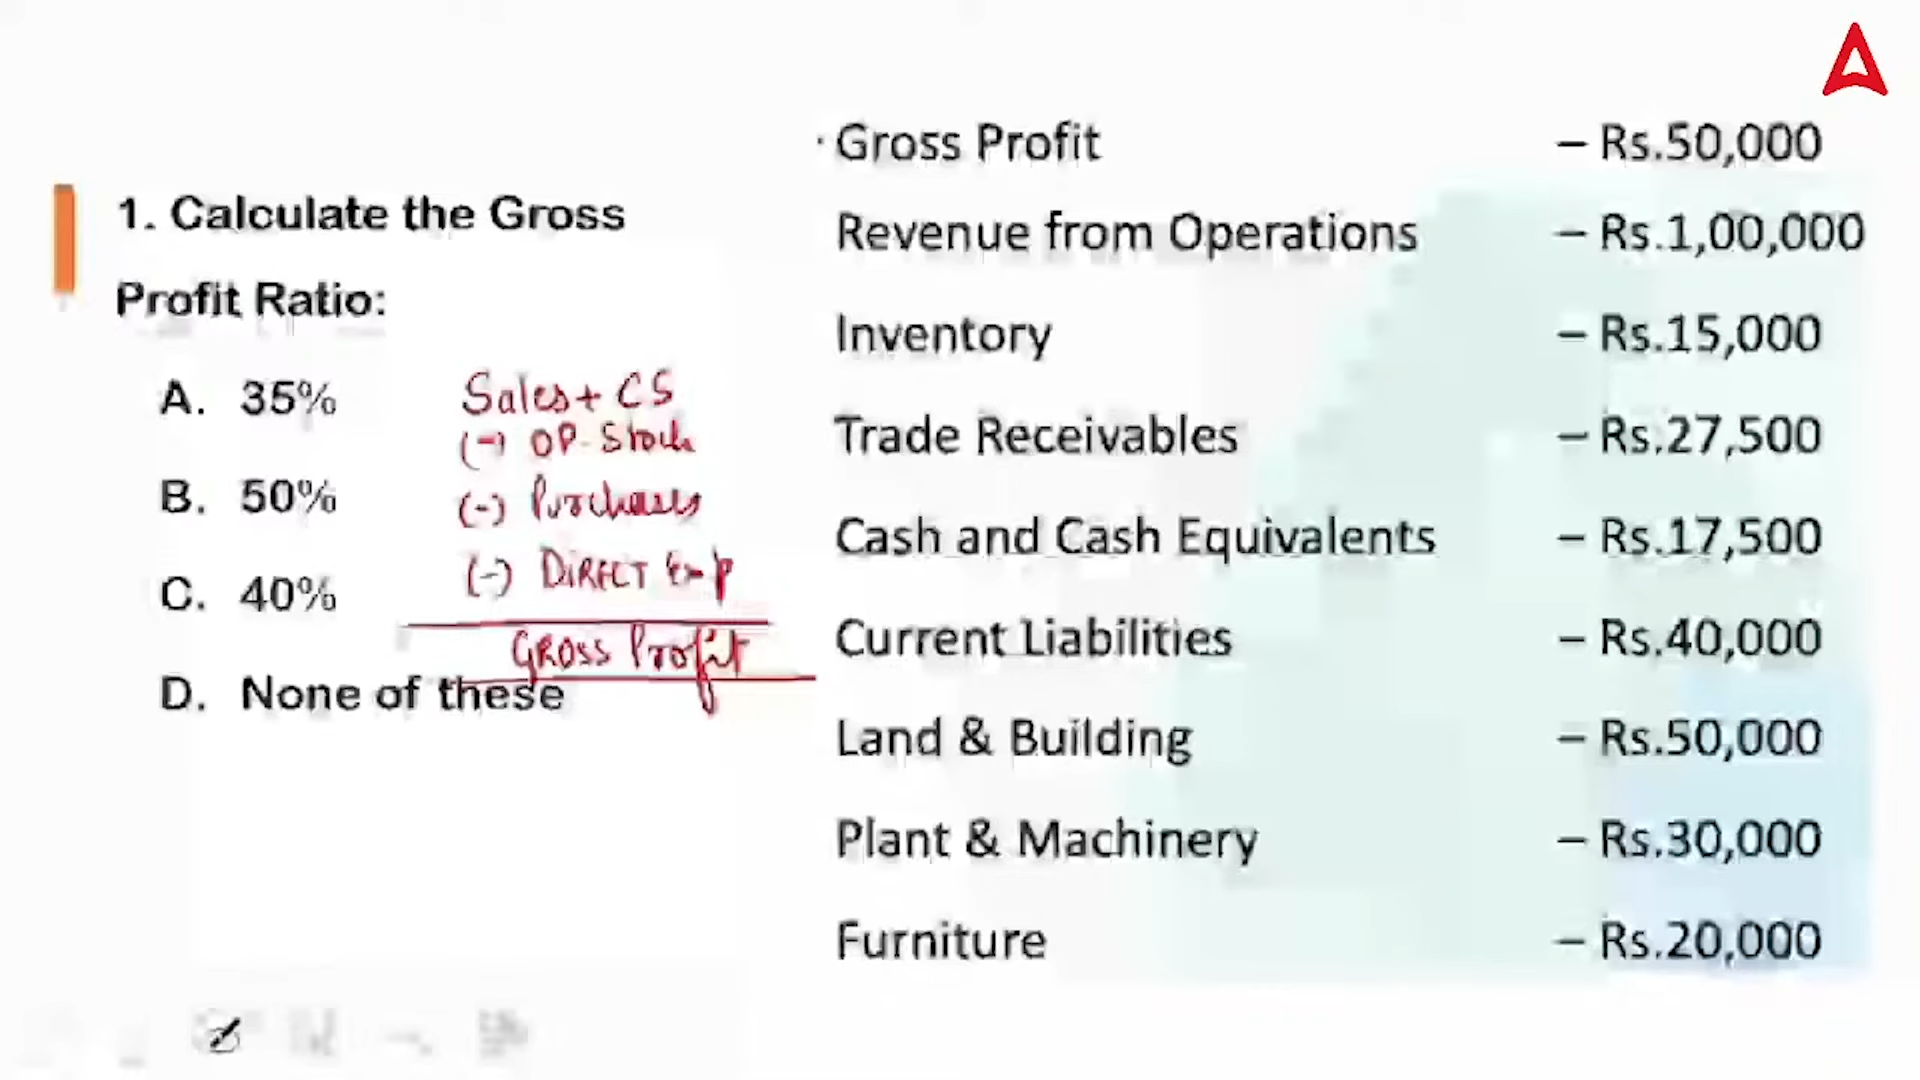 1. Calculate the Gross
Profit Ratio:
A. 35%
B. 50%
C. 40%
D. None of these
Sales + CS
(-) OP. Stock
(-) Purchases
(-) DIRECT Exp
GROSS Profit
Gross Profit – Rs.50,000
Revenue from Operations – Rs.1,00,000
Inventory – Rs.15,000
Trade Receivables – Rs.27,500
Cash and Cash Equivalents – Rs.17,500
Current Liabilities – Rs.40,000
Land & Building – Rs.50,000
Plant & Machinery – Rs.30,000
Furniture – Rs.20,000